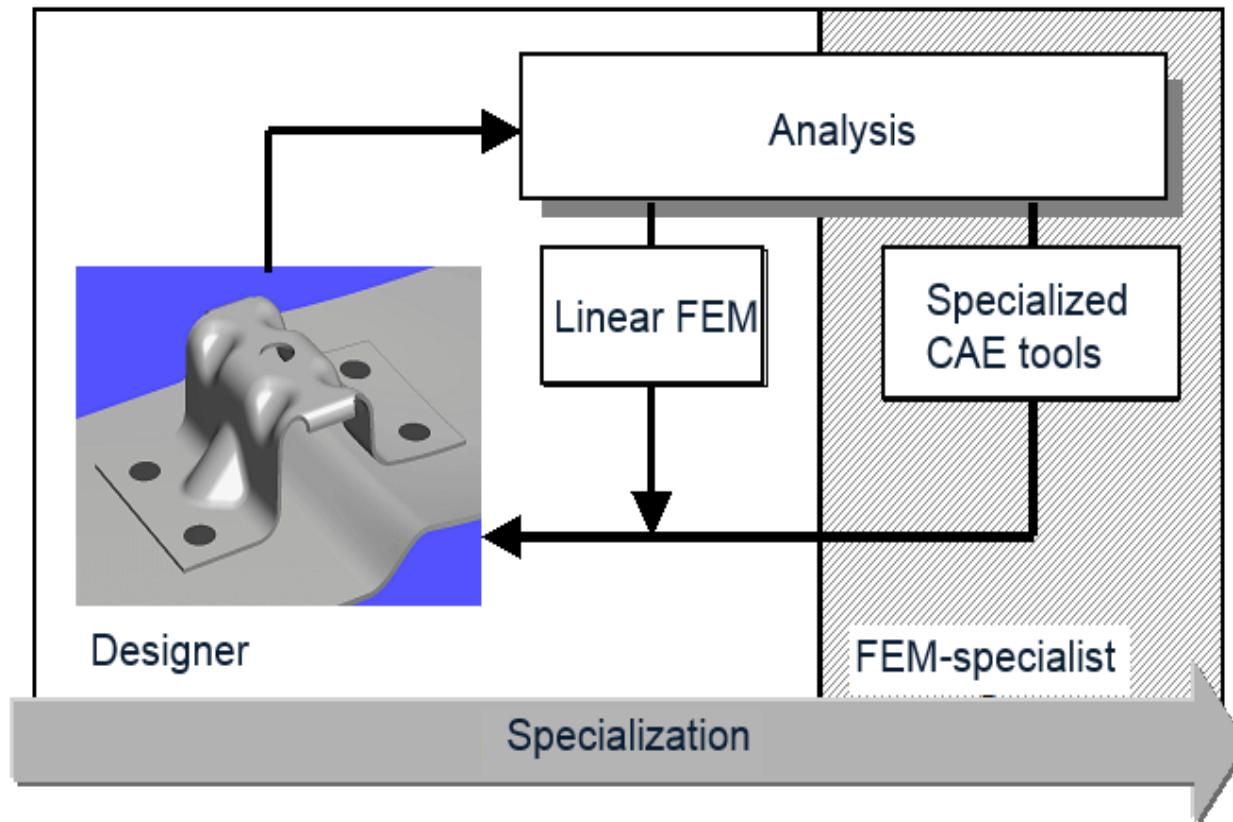 Analysis
Linear FEM
Specialized
CAE tools
Designer
FEM-specialist
Specialization